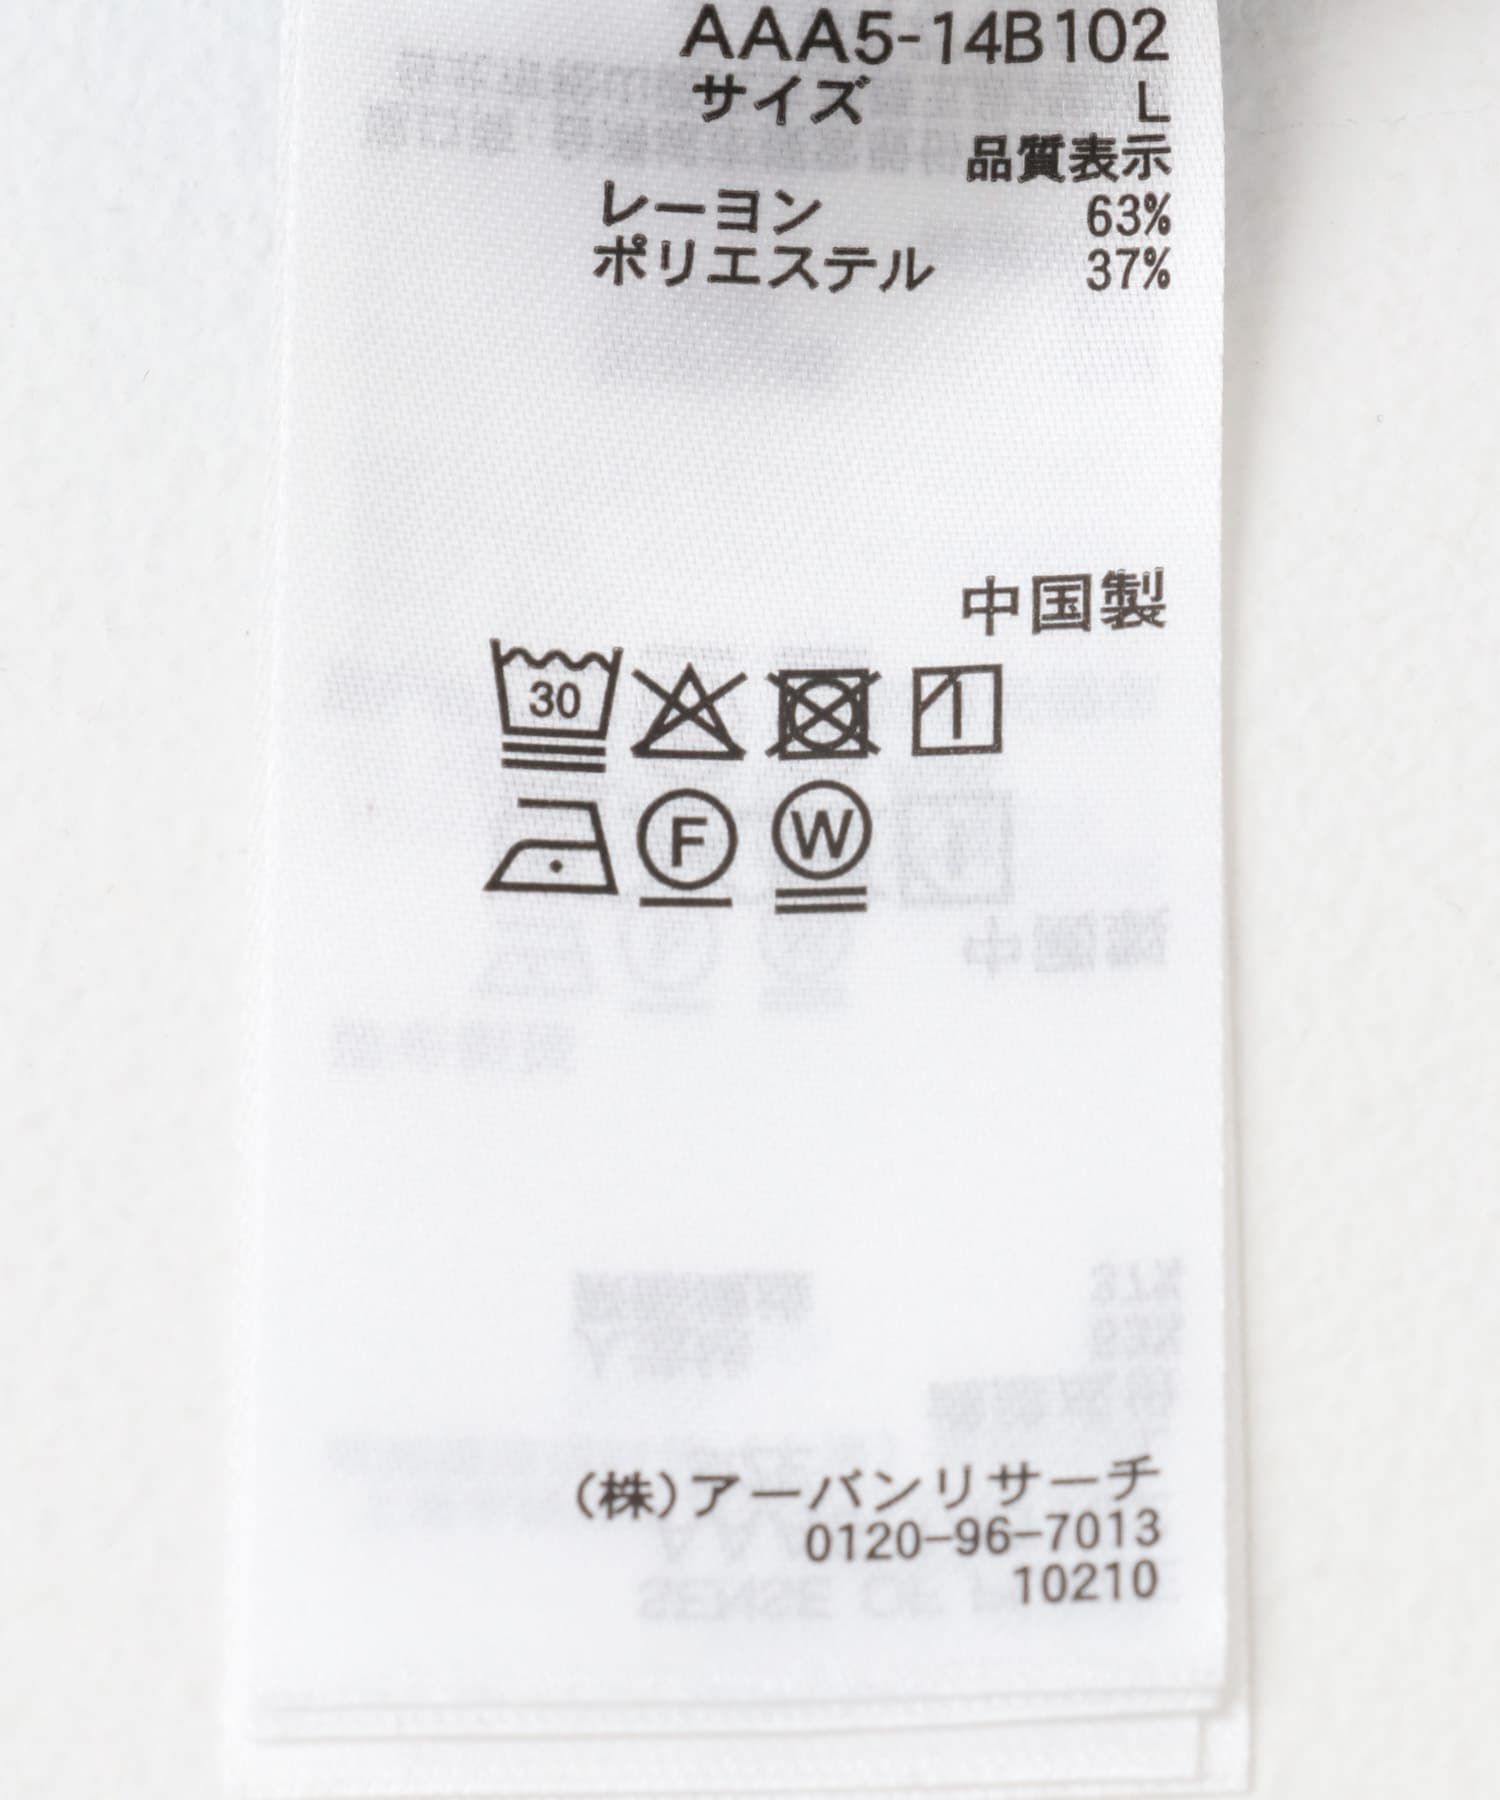 AAA5-14B102
サイズ L
品質表示
レーヨン 63%
ポリエステル 37%
中国製
30
F W
(株)アーバンリサーチ
0120-96-7013
10210